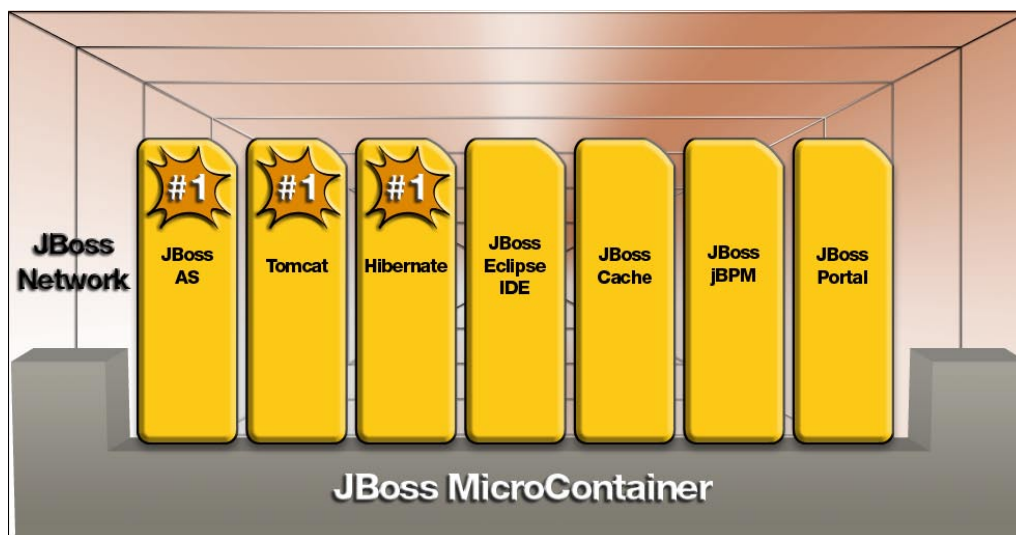 #1
#1
#1
JBoss
Network
JBoss
AS
Tomcat
Hibernate
JBoss
Eclipse
IDE
JBoss
Cache
JBoss
jBPM
JBoss
Portal
JBoss MicroContainer